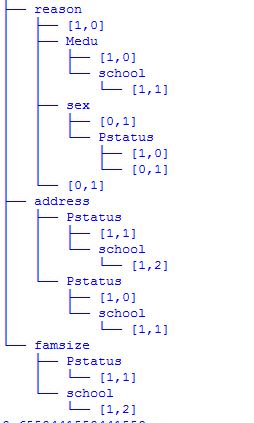 ├── reason
│   ├── [1,0]
│   ├── Medu
│   │   ├── [1,0]
│   │   └── school
│   │       └── [1,1]
│   ├── sex
│   │   ├── [0,1]
│   │   └── Pstatus
│   │       ├── [1,0]
│   │       └── [0,1]
│   └── [0,1]
├── address
│   ├── Pstatus
│   │   ├── [1,1]
│   │   └── school
│   │       └── [1,2]
│   └── Pstatus
│       ├── [1,0]
│       └── school
│           └── [1,1]
└── famsize
    ├── Pstatus
    │   └── [1,1]
    └── school
        └── [1,2]